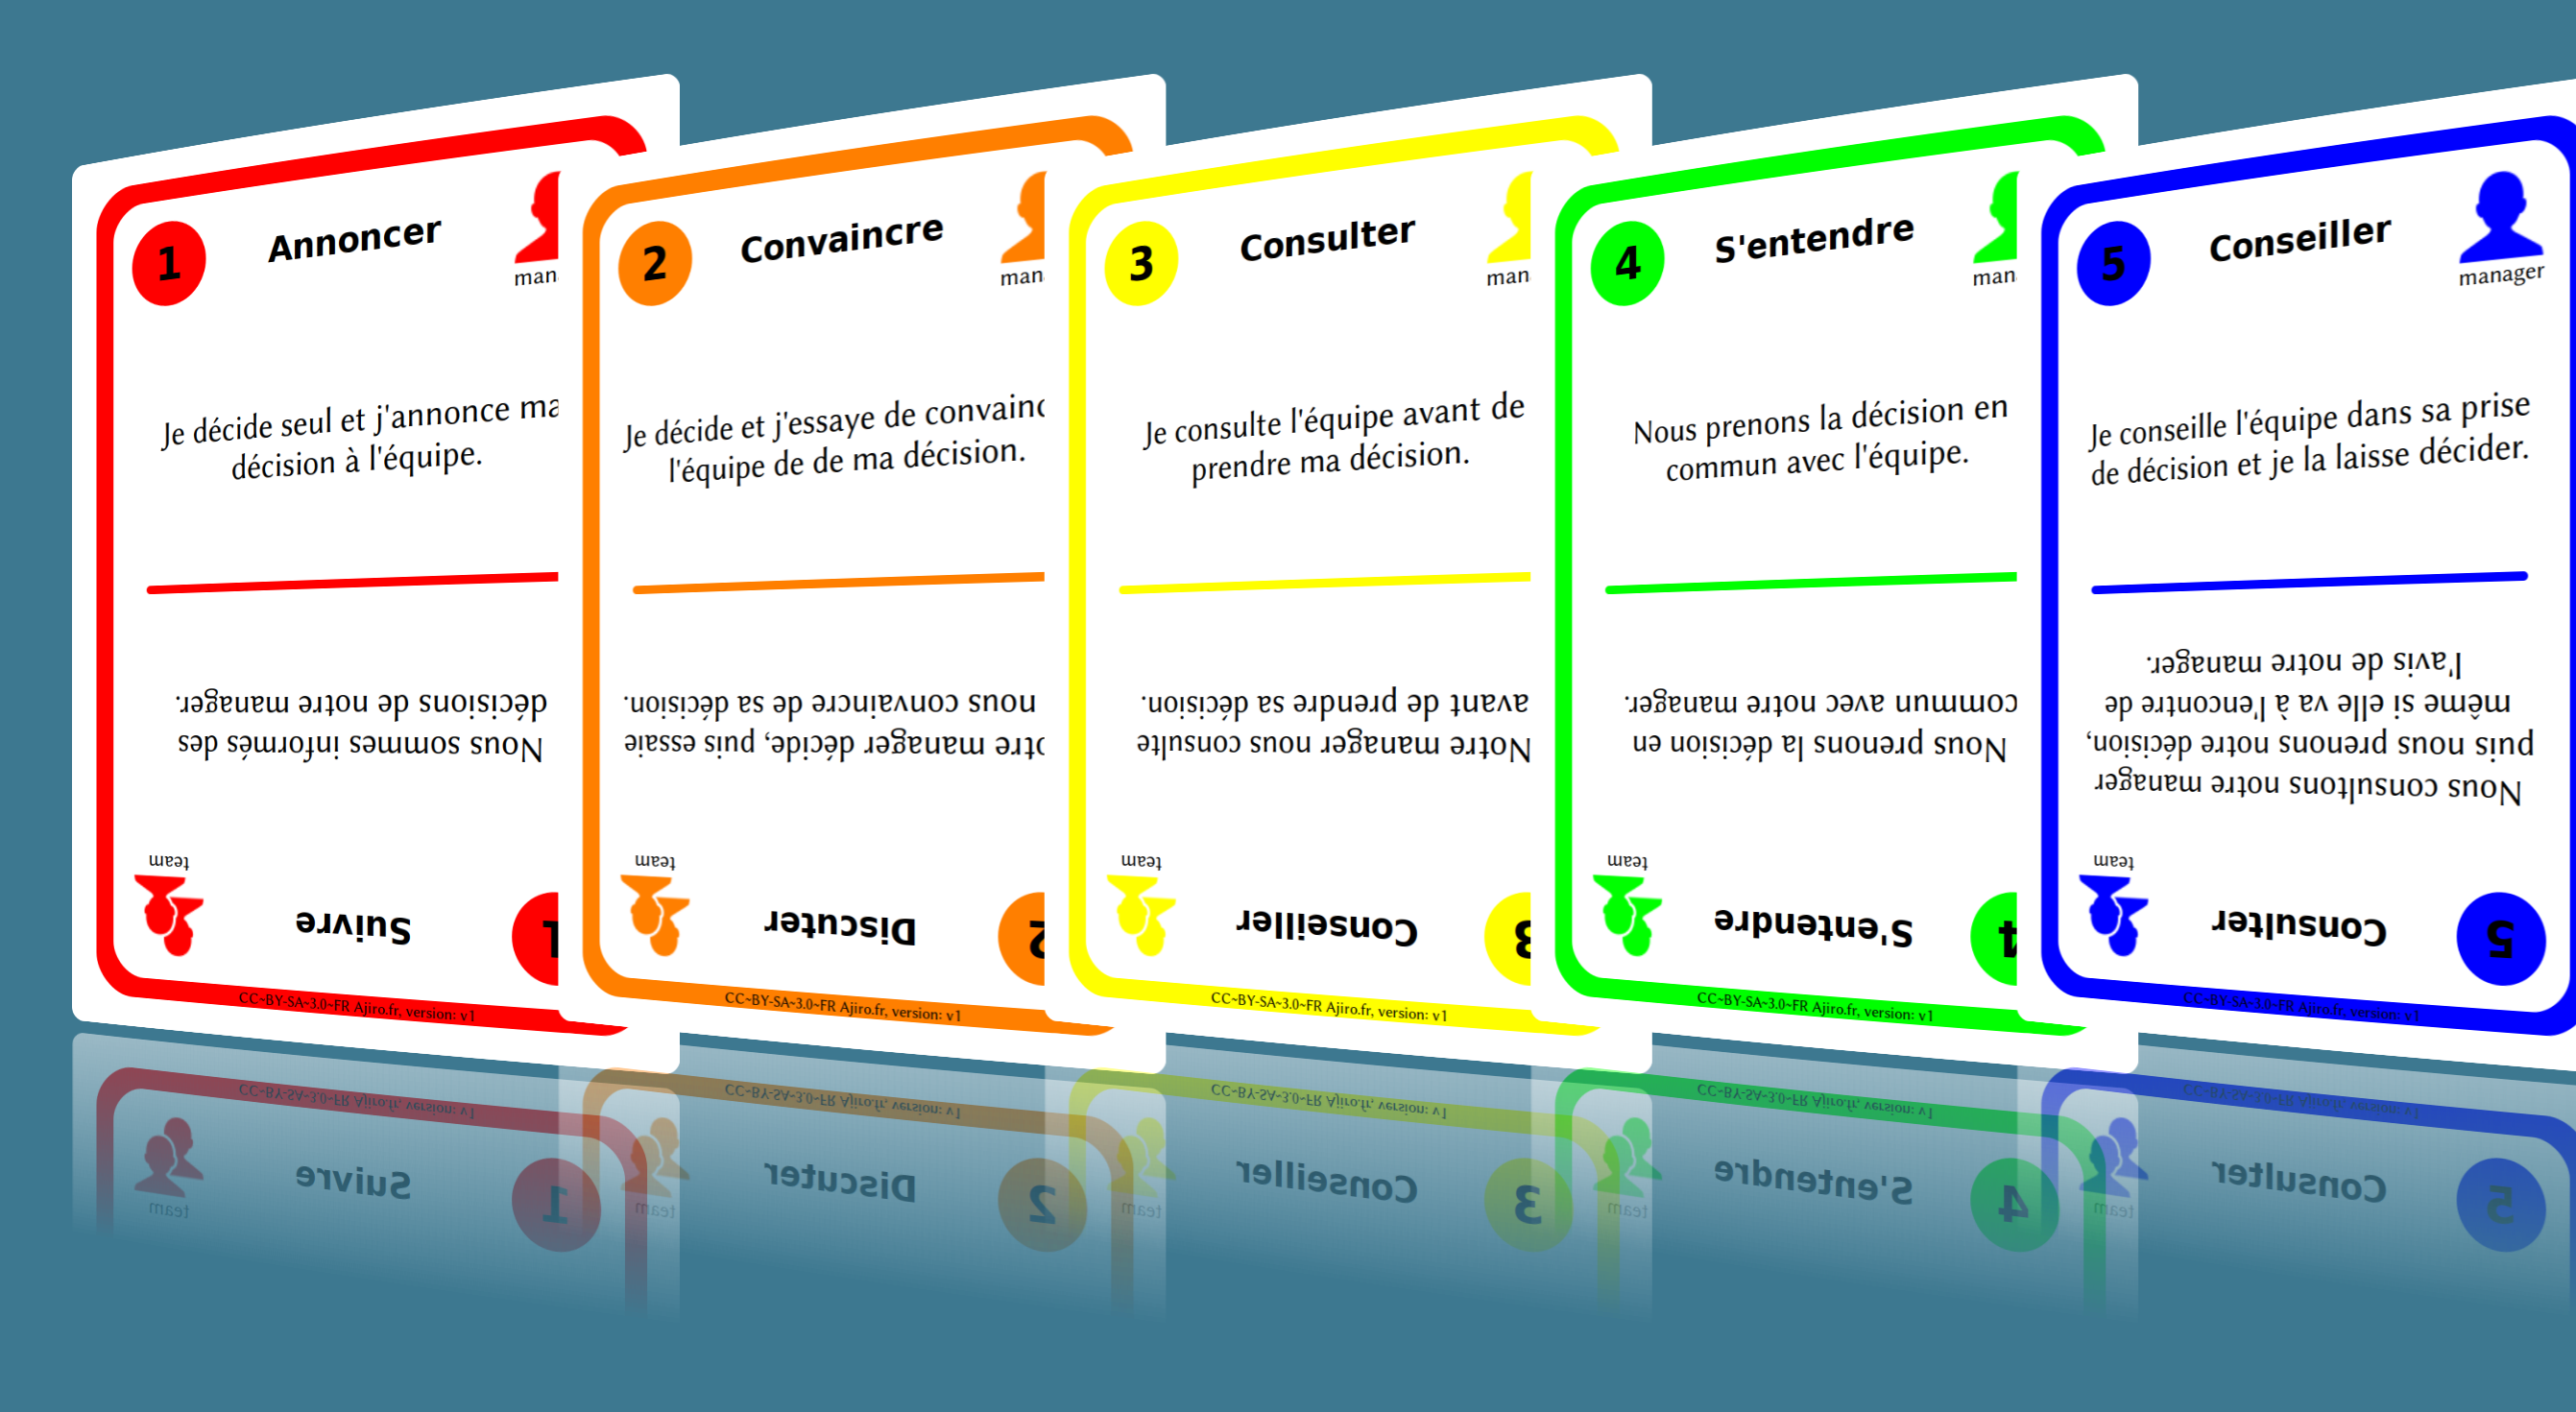 1
Annoncer
man
Je décide seul et j'annonce ma
décision à l'équipe.
Nous sommes informés des
décisions de notre manager.
team
Suivre
1
CC-BY-SA-3.0-FR Ajiro.fr, version: v1
2
Convaincre
man
Je décide et j'essaye de convainc
l'équipe de de ma décision.
otre manager décide, puis essaie
nous convaincre de sa décision.
team
Discuter
2
CC-BY-SA-3.0-FR Ajiro.fr, version: v1
3
Consulter
man
Je consulte l'équipe avant de
prendre ma décision.
Notre manager nous consulte
avant de prendre sa décision.
team
Conseiller
3
CC-BY-SA-3.0-FR Ajiro.fr, version: v1
4
S'entendre
man
Nous prenons la décision en
commun avec l'équipe.
Nous prenons la décision en
commun avec notre manager.
team
S'entendre
4
CC-BY-SA-3.0-FR Ajiro.fr, version: v1
5
Conseiller
manager
Je conseille l'équipe dans sa prise
de décision et je la laisse décider.
Nous consultons notre manager
puis nous prenons notre décision,
même si elle va à l'encontre de
l'avis de notre manager.
team
Consulter
5
CC-BY-SA-3.0-FR Ajiro.fr, version: v1